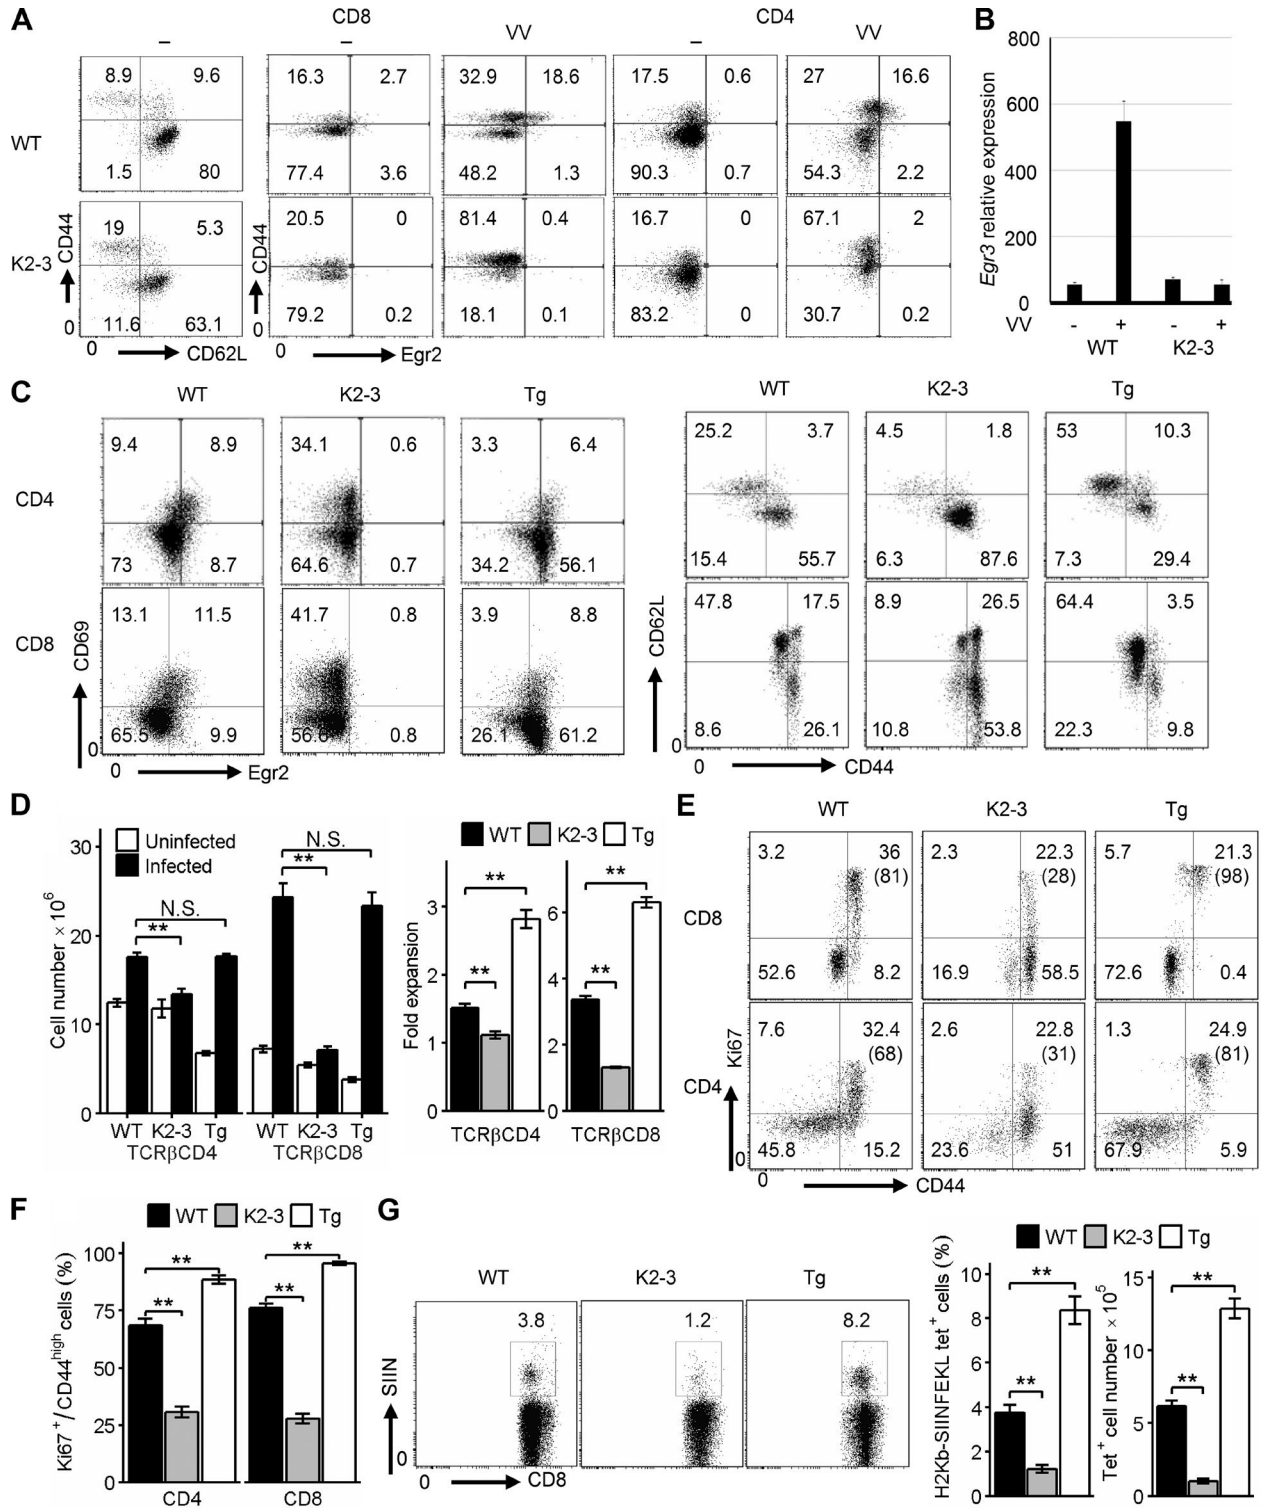 A
CD8
CD4
– – VV – VV
WT
8.9 9.6
1.5 80
16.3 2.7
77.4 3.6
32.9 18.6
48.2 1.3
17.5 0.6
90.3 0.7
27 16.6
54.3 2.2
K2-3
CD44
0
19 5.3
11.6 63.1
CD44
0
20.5 0
79.2 0.2
81.4 0.4
18.1 0.1
16.7 0
83.2 0
67.1 2
30.7 0.2
0 CD62L
0 Egr2
B
Egr3 relative expression
800
600
400
200
0
VV - + - +
WT K2-3
C
WT K2-3 Tg
CD4
9.4 8.9
73 8.7
34.1 0.6
64.6 0.7
3.3 6.4
34.2 56.1
CD8
CD69
0
13.1 11.5
65.5 9.9
41.7 0.8
56.6 0.8
3.9 8.8
26.1 61.2
0 Egr2
WT K2-3 Tg
25.2 3.7
15.4 55.7
4.5 1.8
6.3 87.6
53 10.3
7.3 29.4
CD62L
0
47.8 17.5
8.6 26.1
8.9 26.5
10.8 53.8
64.4 3.5
22.3 9.8
0 CD44
D
Uninfected
Infected
Cell number × 10⁶
30
20
10
0
N.S.
**
N.S.
**
WT K2-3 Tg WT K2-3 Tg
TCRβCD4 TCRβCD8
WT K2-3 Tg
Fold expansion
3
2
1
0
**
**
6
4
2
0
**
**
TCRβCD4 TCRβCD8
E
WT K2-3 Tg
CD8
3.2 36
(81)
52.6 8.2
2.3 22.3
(28)
16.9 58.5
5.7 21.3
(98)
72.6 0.4
CD4
Ki67
0
7.6 32.4
(68)
45.8 15.2
2.6 22.8
(31)
23.6 51
1.3 24.9
(81)
67.9 5.9
0 CD44
F
WT K2-3 Tg
Ki67⁺/CD44ʰⁱᵍʰ cells (%)
100
75
50
25
0
**
**
**
**
CD4 CD8
G
WT K2-3 Tg
SIIN
0
3.8 1.2 8.2
0 CD8
WT K2-3 Tg
H2Kb-SIINFEKL tet⁺ cells (%)
10
8
6
4
2
0
**
**
Tet⁺ cell number × 10⁵
15
10
5
0
**
**